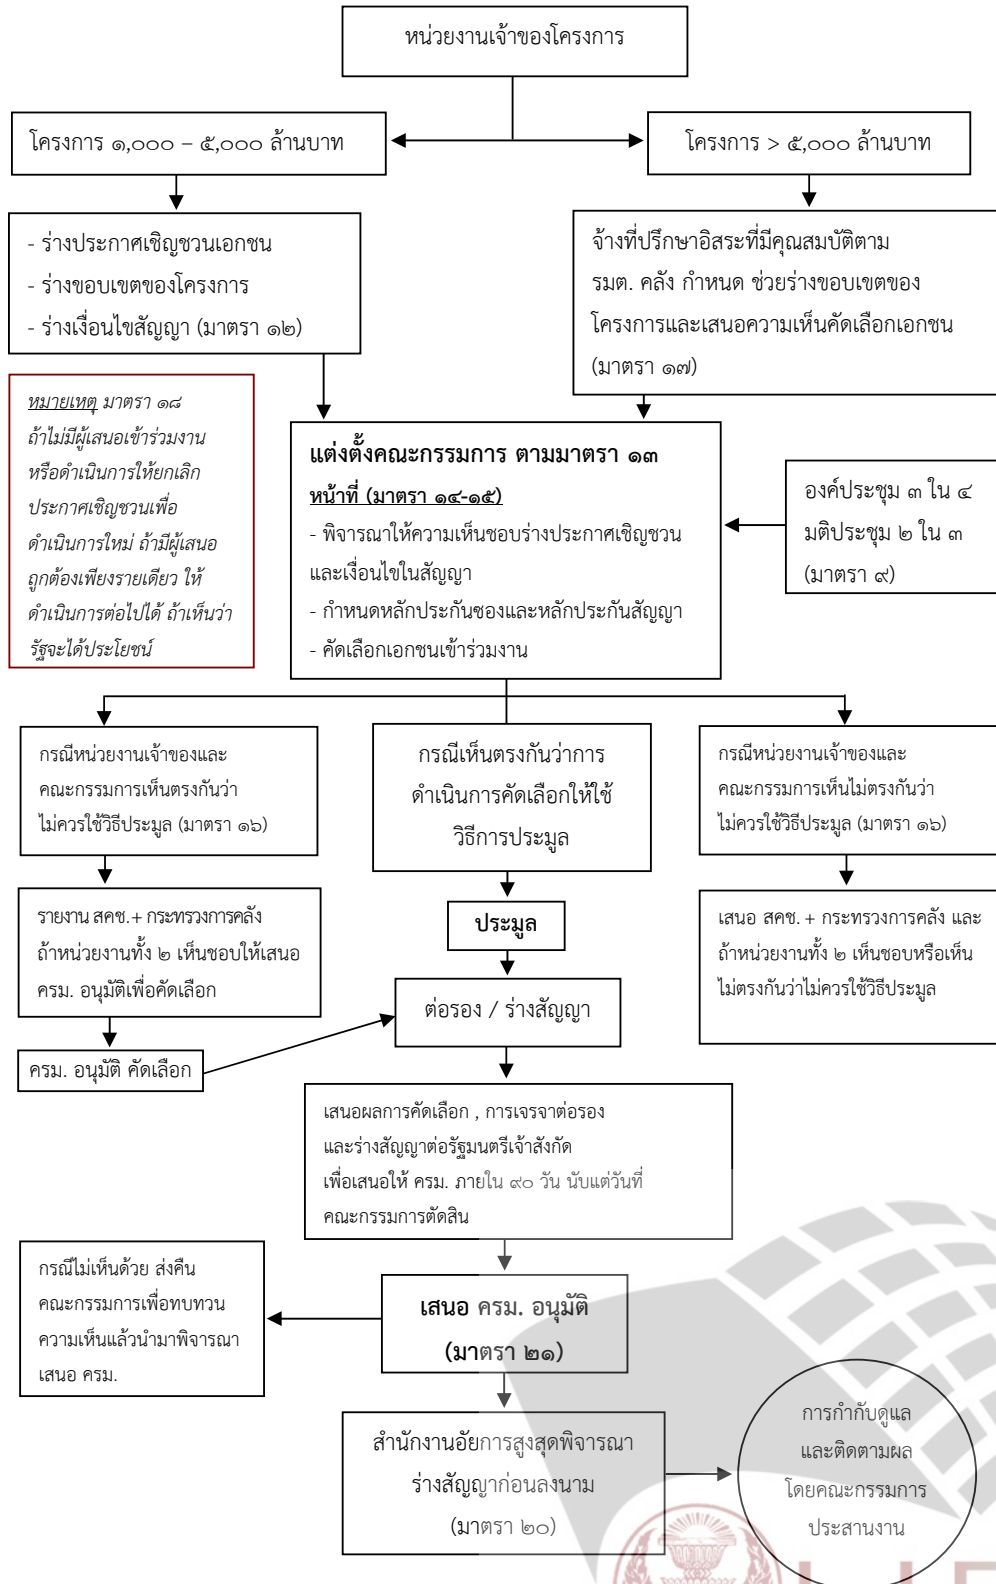 หน่วยงานเจ้าของโครงการ
โครงการ ๑,๐๐๐ – ๕,๐๐๐ ล้านบาท
โครงการ > ๕,๐๐๐ ล้านบาท
- ร่างประกาศเชิญชวนเอกชน
- ร่างขอบเขตของโครงการ
- ร่างเงื่อนไขสัญญา (มาตรา ๑๒)
จ้างที่ปรึกษาอิสระที่มีคุณสมบัติตาม
รมต. คลัง กำหนด ช่วยร่างขอบเขตของ
โครงการและเสนอความเห็นคัดเลือกเอกชน
(มาตรา ๑๗)
หมายเหตุ มาตรา ๑๘
ถ้าไม่มีผู้เสนอเข้าร่วมงาน
หรือดำเนินการให้ยกเลิก
ประกาศเชิญชวนเพื่อ
ดำเนินการใหม่ ถ้ามีผู้เสนอ
ถูกต้องเพียงรายเดียว ให้
ดำเนินการต่อไปได้ ถ้าเห็นว่า
รัฐจะได้ประโยชน์
แต่งตั้งคณะกรรมการ ตามมาตรา ๑๓
หน้าที่ (มาตรา ๑๔-๑๕)
- พิจารณาให้ความเห็นชอบร่างประกาศเชิญชวน
และเงื่อนไขในสัญญา
- กำหนดหลักประกันซองและหลักประกันสัญญา
- คัดเลือกเอกชนเข้าร่วมงาน
องค์ประชุม ๓ ใน ๔
มติประชุม ๒ ใน ๓
(มาตรา ๙)
กรณีหน่วยงานเจ้าของและ
คณะกรรมการเห็นตรงกันว่า
ไม่ควรใช้วิธีประมูล (มาตรา ๑๖)
กรณีเห็นตรงกันว่าการ
ดำเนินการคัดเลือกให้ใช้
วิธีการประมูล
กรณีหน่วยงานเจ้าของและ
คณะกรรมการเห็นไม่ตรงกันว่า
ไม่ควรใช้วิธีประมูล (มาตรา ๑๖)
รายงาน สคช.+ กระทรวงการคลัง
ถ้าหน่วยงานทั้ง ๒ เห็นชอบให้เสนอ
ครม. อนุมัติเพื่อคัดเลือก
ประมูล
เสนอ สคช. + กระทรวงการคลัง และ
ถ้าหน่วยงานทั้ง ๒ เห็นชอบหรือเห็น
ไม่ตรงกันว่าไม่ควรใช้วิธีประมูล
ต่อรอง / ร่างสัญญา
ครม. อนุมัติ คัดเลือก
เสนอผลการคัดเลือก , การเจรจาต่อรอง
และร่างสัญญาต่อรัฐมนตรีเจ้าสังกัด
เพื่อเสนอให้ ครม. ภายใน ๙๐ วัน นับแต่วันที่
คณะกรรมการตัดสิน
กรณีไม่เห็นด้วย ส่งคืน
คณะกรรมการเพื่อทบทวน
ความเห็นแล้วนำมาพิจารณา
เสนอ ครม.
เสนอ ครม. อนุมัติ
(มาตรา ๒๑)
สำนักงานอัยการสูงสุดพิจารณา
ร่างสัญญาก่อนลงนาม
(มาตรา ๒๐)
การกำกับดูแล
และติดตามผล
โดยคณะกรรมการ
ประสานงาน